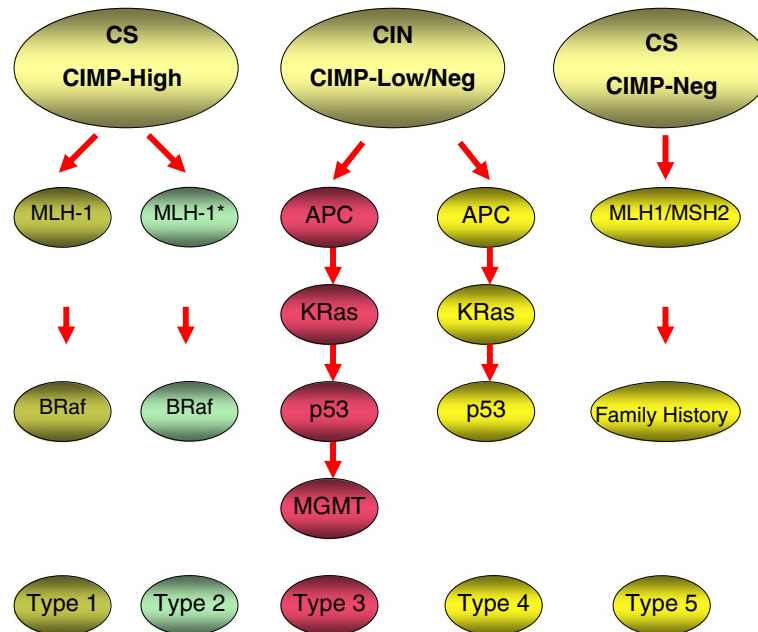 CS
CIMP-High
CIN
CIMP-Low/Neg
CS
CIMP-Neg
MLH-1
MLH-1*
APC
APC
MLH1/MSH2
KRas
KRas
BRaf
BRaf
p53
p53
Family History
MGMT
Type 1
Type 2
Type 3
Type 4
Type 5